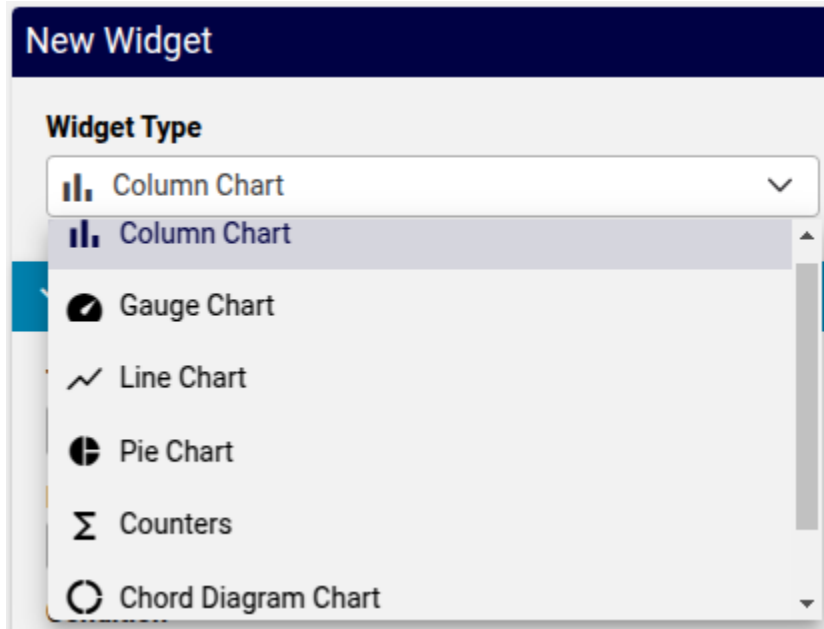 New Widget
Widget Type
Column Chart
Column Chart
Gauge Chart
Line Chart
Pie Chart
Counters
Chord Diagram Chart